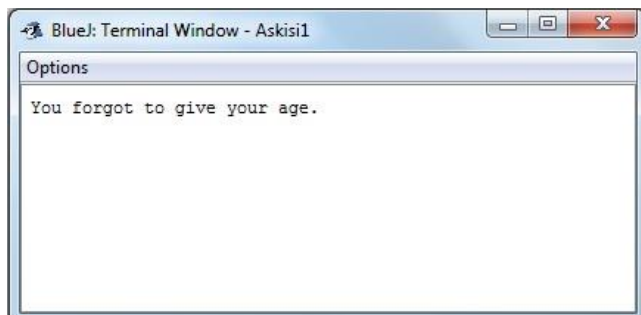 BlueJ: Terminal Window - Askisi1
Options
You forgot to give your age.